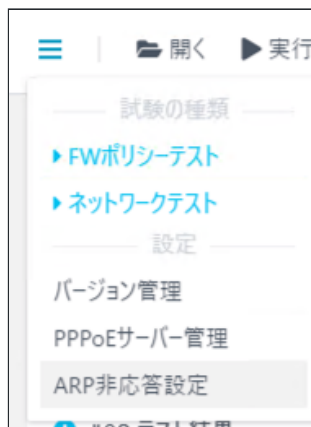 開く 実行
試験の種類
FWポリシーテスト
ネットワークテスト
設定
バージョン管理
PPPoEサーバー管理
ARP非応答設定